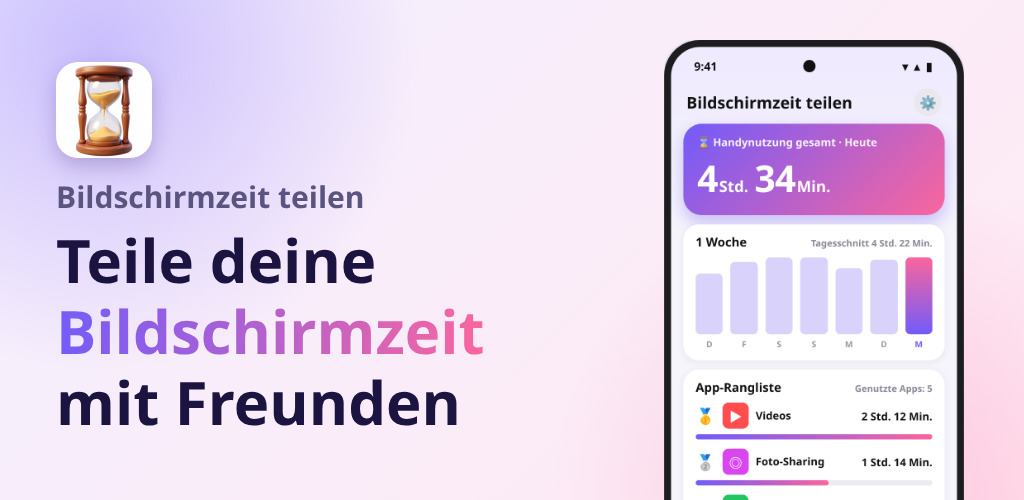 Bildschirmzeit teilen
Teile deine
Bildschirmzeit
mit Freunden
9:41
Bildschirmzeit teilen
Handynutzung gesamt · Heute
4Std. 34Min.
1 Woche
Tagesschnitt 4 Std. 22 Min.
D F S S M D M
App-Rangliste
Genutzte Apps: 5
Videos
2 Std. 12 Min.
Foto-Sharing
1 Std. 14 Min.